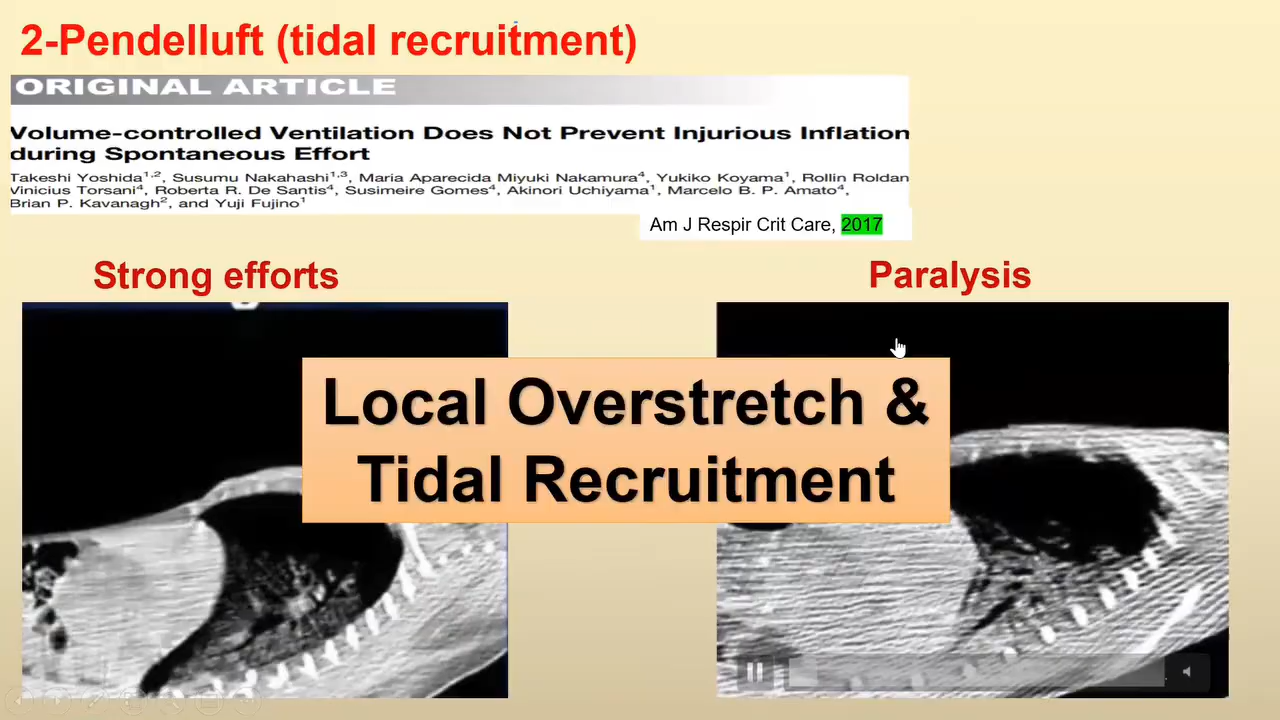 2-Pendelluft (tidal recruitment)
ORIGINAL ARTICLE
Volume-controlled Ventilation Does Not Prevent Injurious Inflation
during Spontaneous Effort
Takeshi Yoshida1,2, Susumu Nakahashi1,3, Maria Aparecida Miyuki Nakamura4, Yukiko Koyama1, Rollin Roldan
Vinicius Torsani4, Roberta R. De Santis4, Susimeire Gomes4, Akinori Uchiyama1, Marcelo B. P. Amato4,
Brian P. Kavanagh2, and Yuji Fujino1
Am J Respir Crit Care, 2017
Strong efforts
Paralysis
Local Overstretch &
Tidal Recruitment